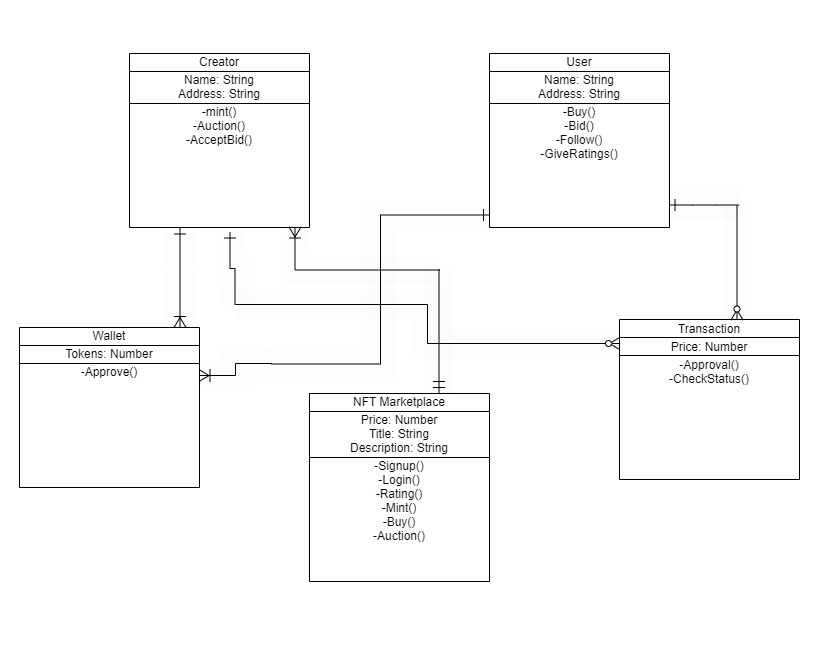 Creator
Name: String
Address: String
-mint()
-Auction()
-AcceptBid()
User
Name: String
Address: String
-Buy()
-Bid()
-Follow()
-GiveRatings()
Wallet
Tokens: Number
-Approve()
NFT Marketplace
Price: Number
Title: String
Description: String
-Signup()
-Login()
-Rating()
-Mint()
-Buy()
-Auction()
Transaction
Price: Number
-Approval()
-CheckStatus()